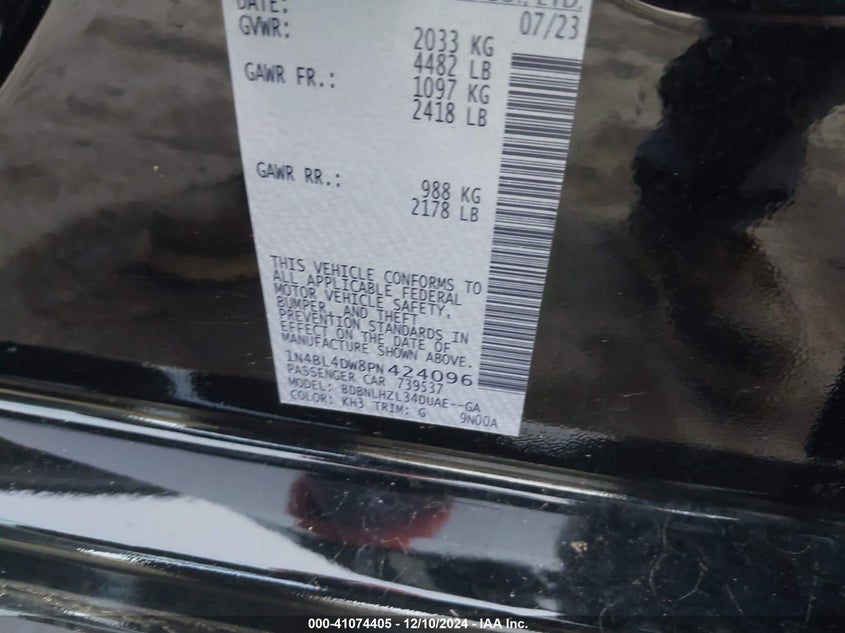 DATE:
07/23
GVWR:
2033 KG
4482 LB
GAWR FR.:
1097 KG
2418 LB
GAWR RR.:
988 KG
2178 LB
THIS VEHICLE CONFORMS TO
ALL APPLICABLE FEDERAL
MOTOR VEHICLE SAFETY,
BUMPER, AND THEFT
PREVENTION STANDARDS IN
EFFECT ON THE DATE OF
MANUFACTURE SHOWN ABOVE.
1N4BL4DW8PN424096
PASSENGER CAR 739537
MODEL: BDBNLHZL34DUAE--GA
COLOR: KH3 TRIM: G 9N00A
000-41074405 • 12/10/2024 - IAA Inc.